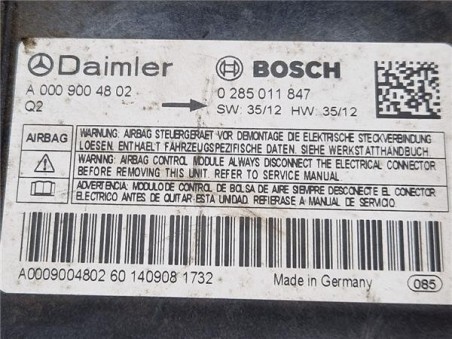 Daimler BOSCH
A 000 900 48 02 0 285 011 847
Q2 SW: 35/12 HW: 35/12
AIRBAG
WARNUNG: AIRBAG STEUERGERAET VOR DEMONTAGE DIE ELEKTRISCHE STECKVERBINDUNG
LOESEN. ENTHAELT FAHRZEUGSPEZIFISCHE DATEN. SIEHE WERKSTATTHANDBUCH
WARNING: AIRBAG CONTROL MODULE ALWAYS DISCONNECT THE ELECTRICAL CONNECTOR
BEFORE REMOVING THIS UNIT. REFER TO SERVICE MANUAL
ADVERTENCIA: MODULO DE CONTROL DE BOLSA DE AIRE SIEMPRE DESCONECTE EL CONECTOR
ELECTRICO ANTES DE QUITAR ESTA UNIDAD. REFIERASE A MANUAL DE SERVICIO
A0009004802 60 140908 1732 Made in Germany 085